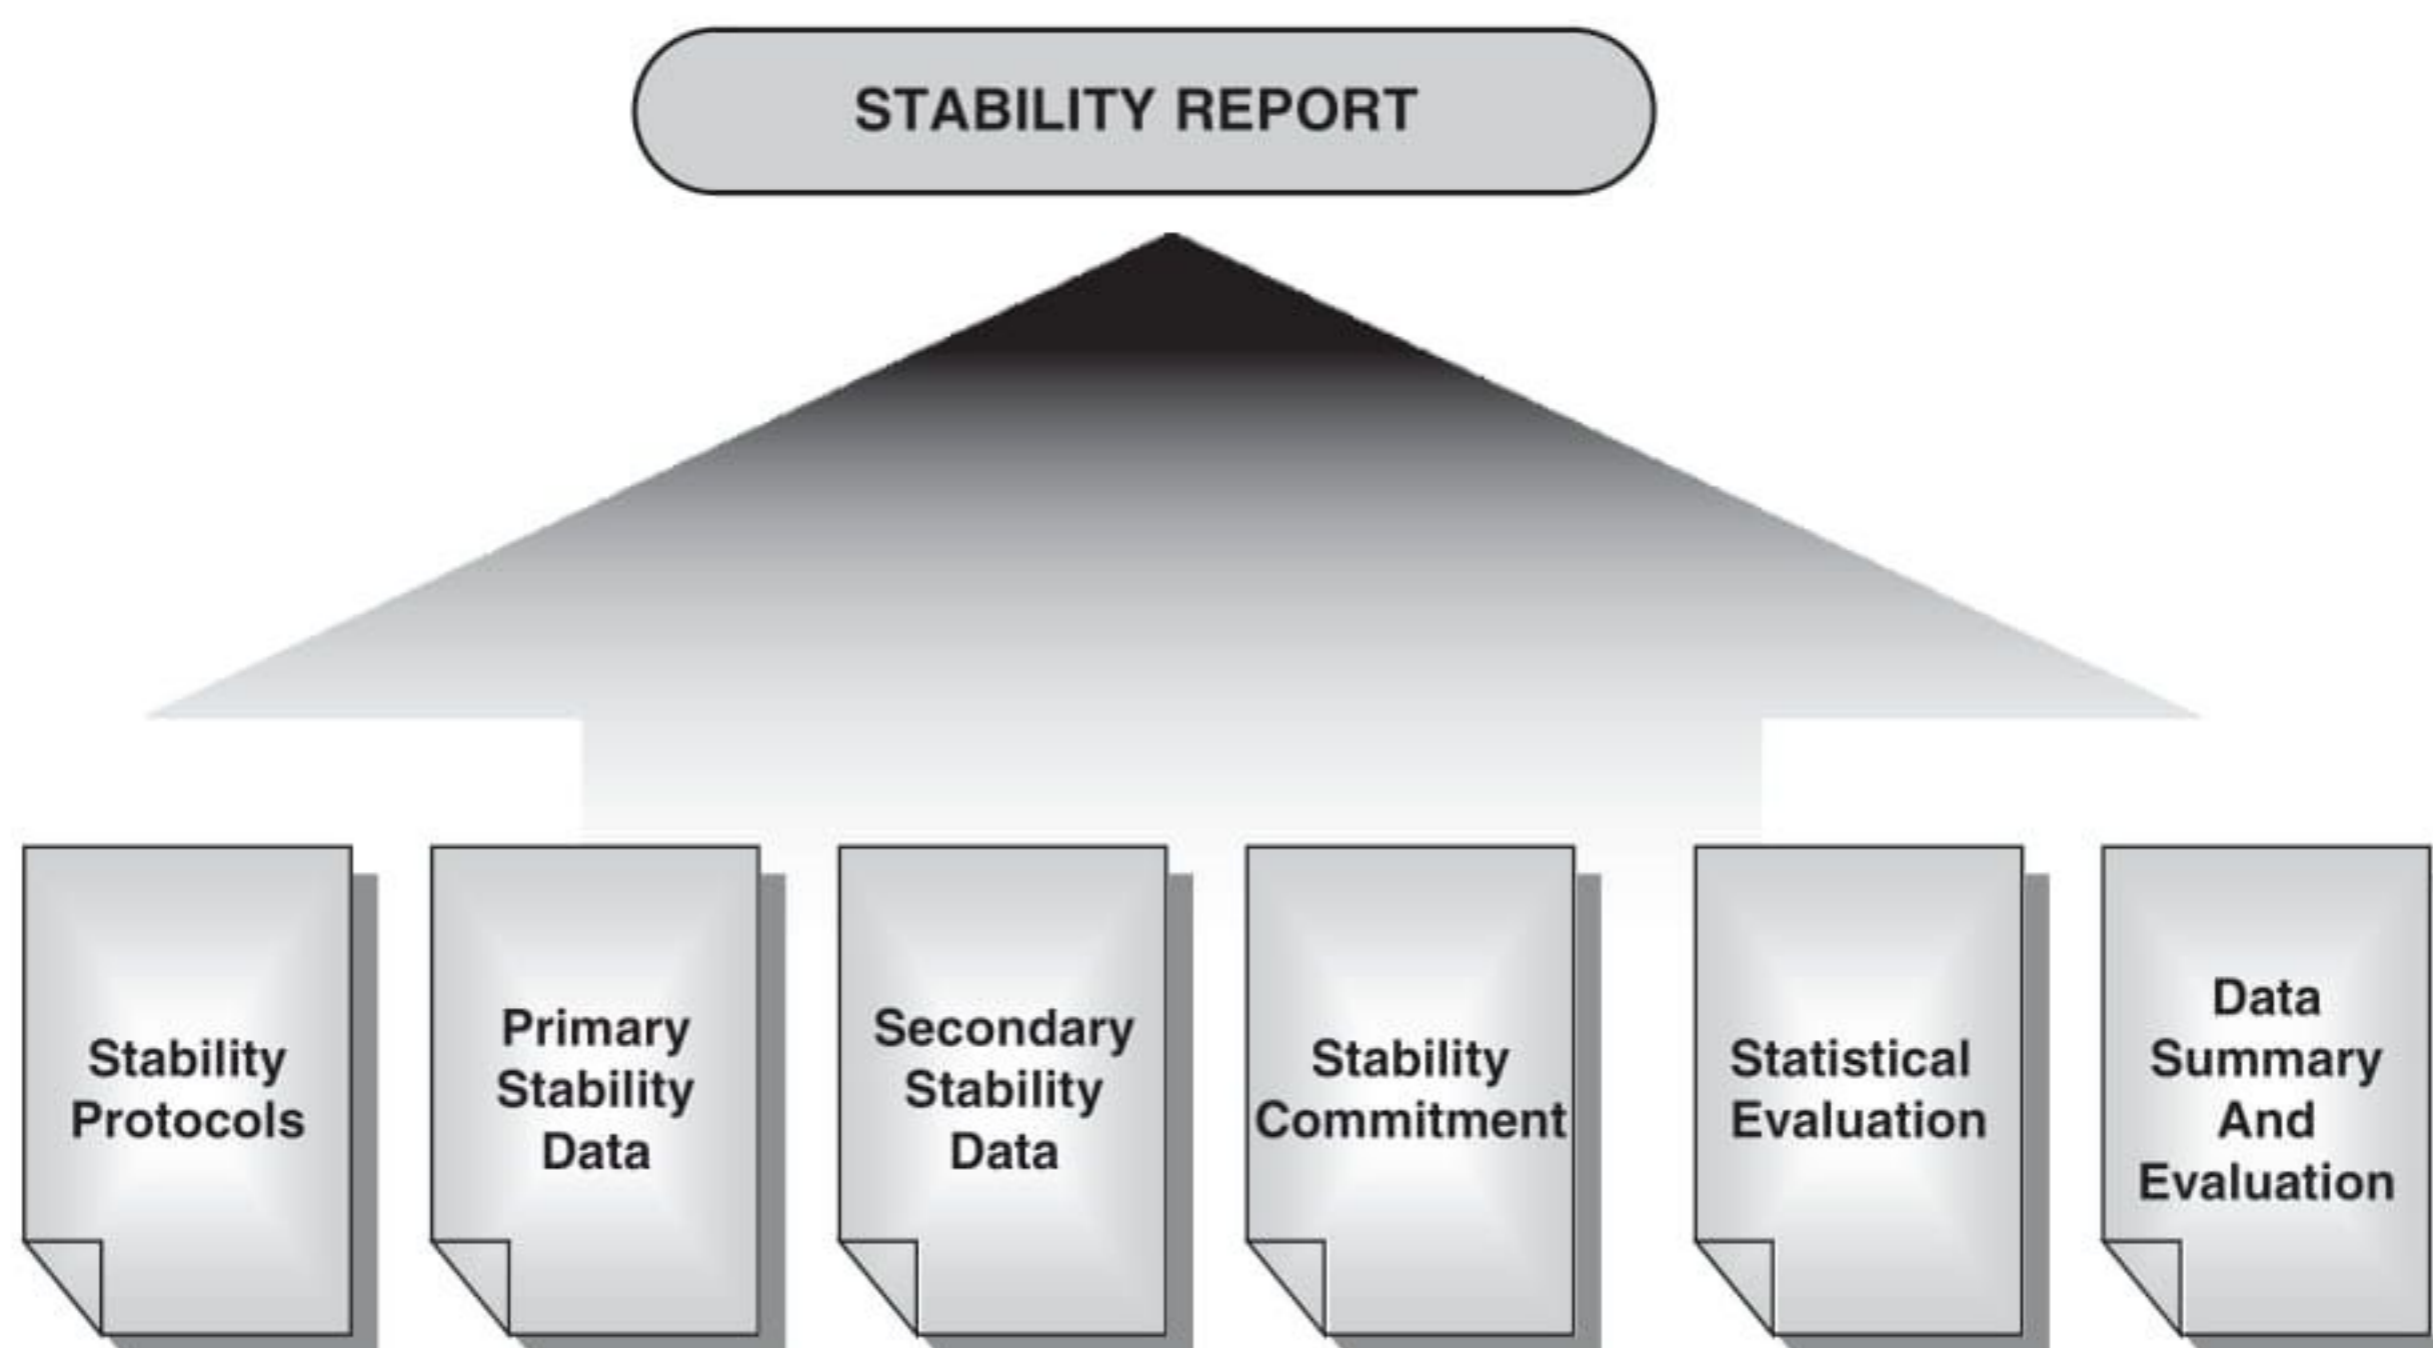 STABILITY REPORT
Stability
Protocols
Primary
Stability
Data
Secondary
Stability
Data
Stability
Commitment
Statistical
Evaluation
Data
Summary
And
Evaluation